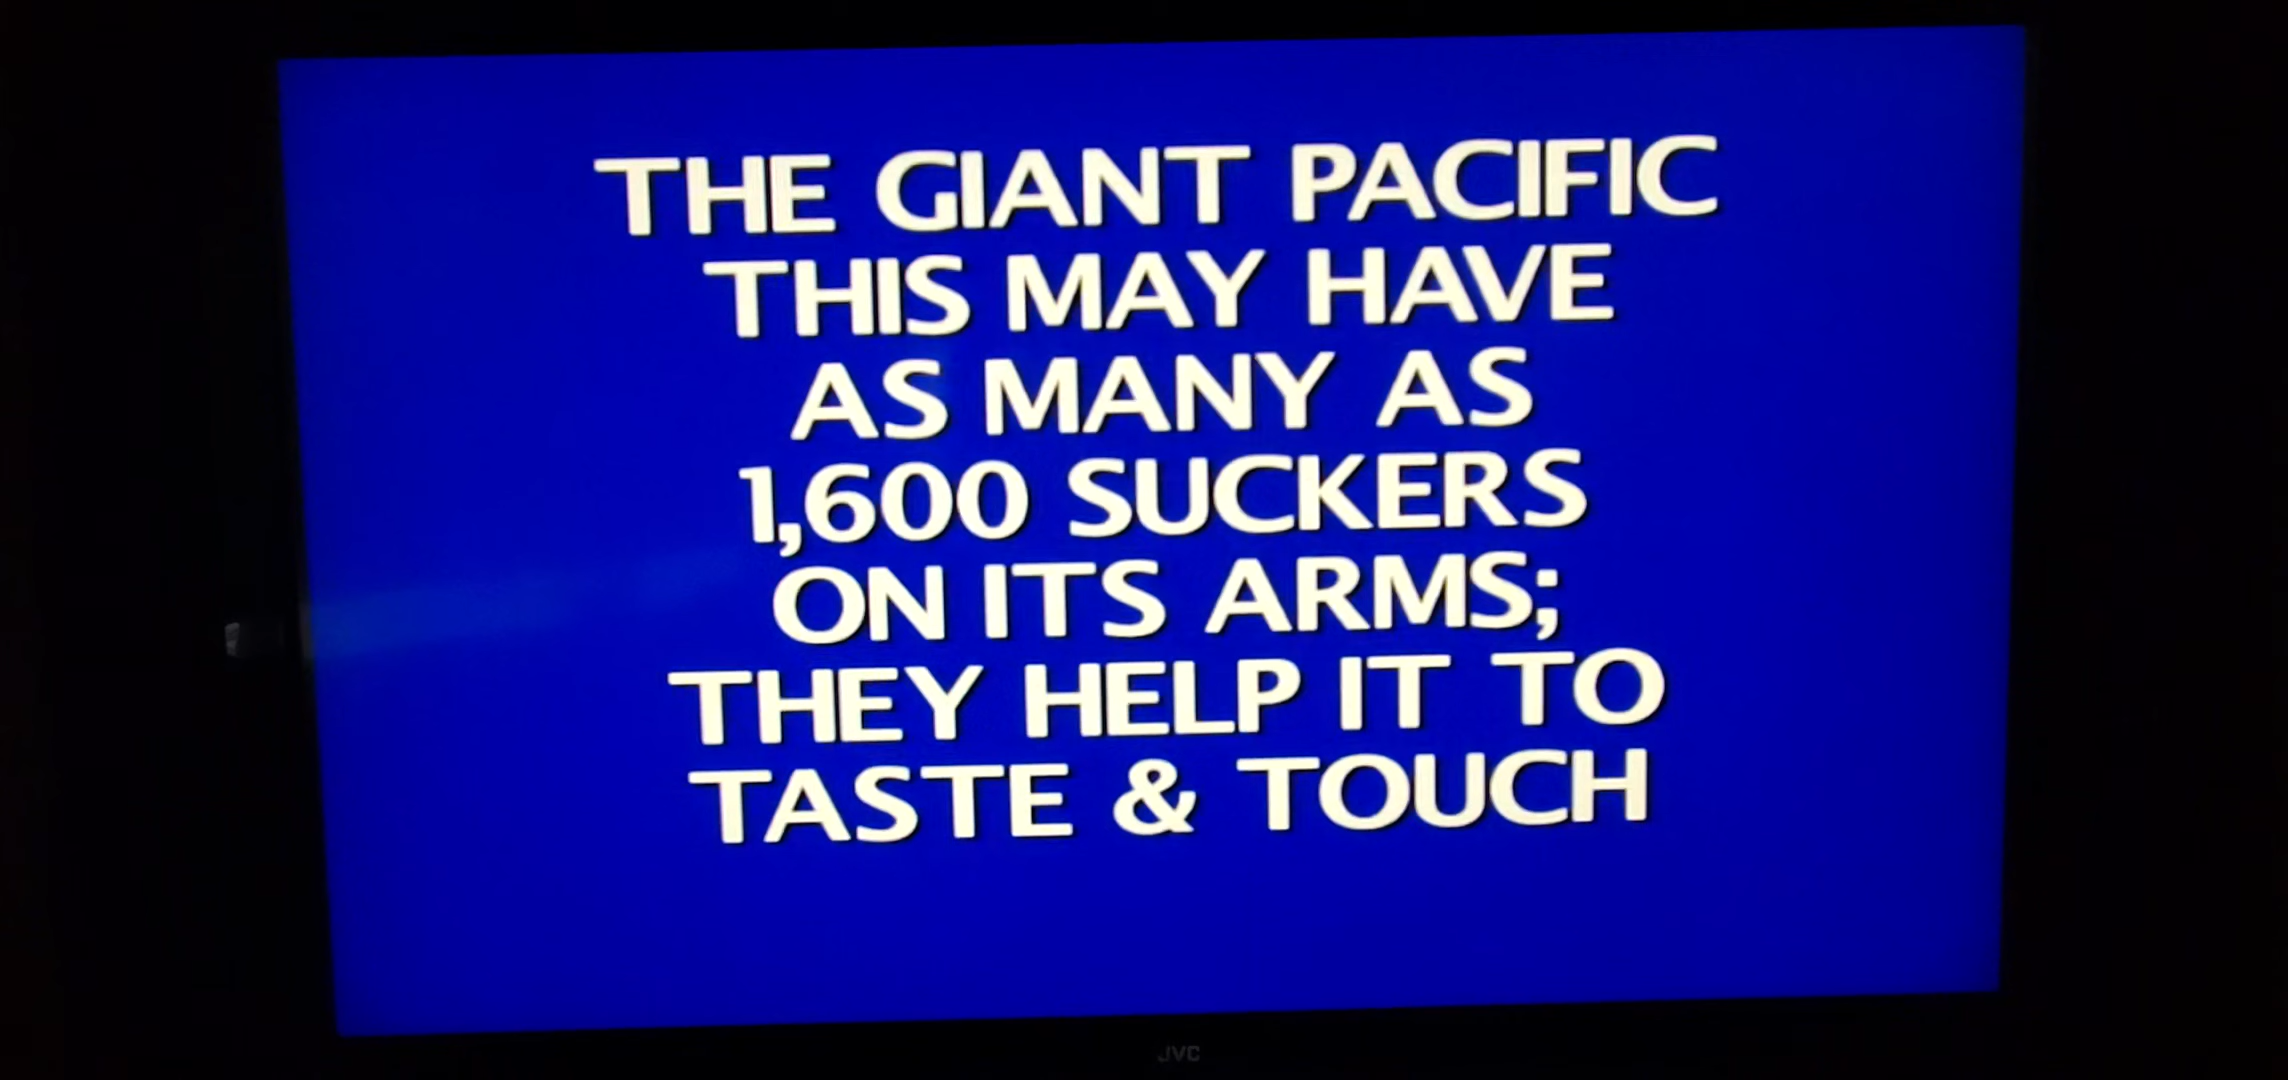 THE GIANT PACIFIC
THIS MAY HAVE
AS MANY AS
1,600 SUCKERS
ON ITS ARMS;
THEY HELP IT TO
TASTE & TOUCH
JVC